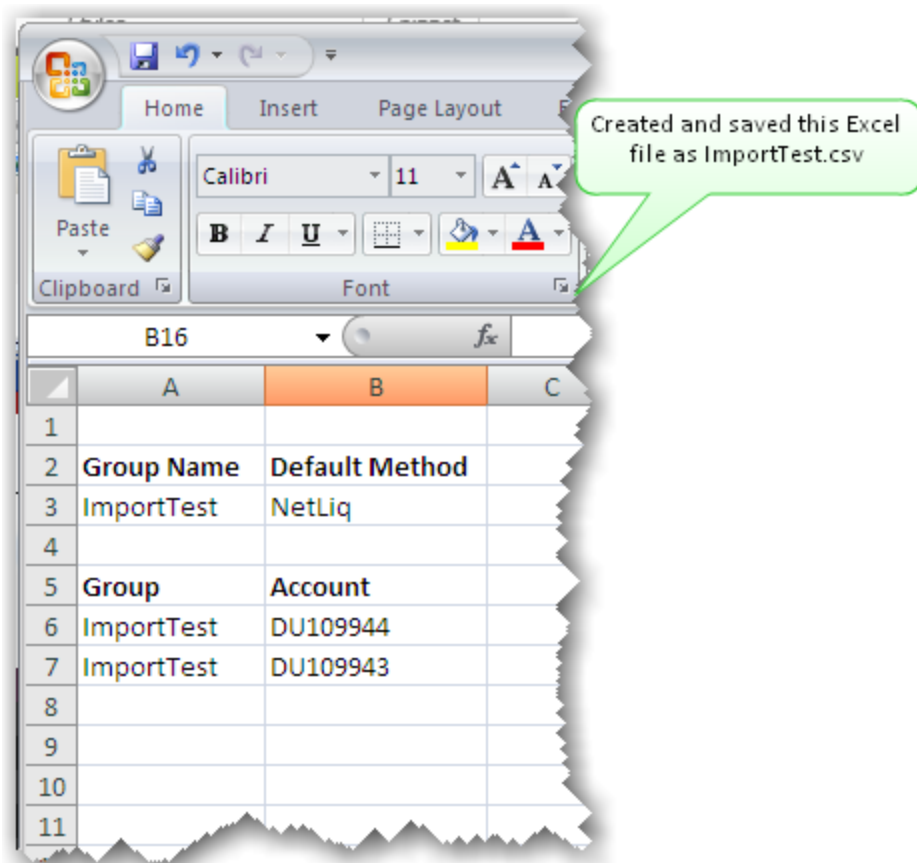 Home Insert Page Layout
Created and saved this Excel
file as ImportTest.csv
Calibri 11 A A
Paste
B I U A
Clipboard Font
B16 fx
A B C
1
2 Group Name Default Method
3 ImportTest NetLiq
4
5 Group Account
6 ImportTest DU109944
7 ImportTest DU109943
8
9
10
11